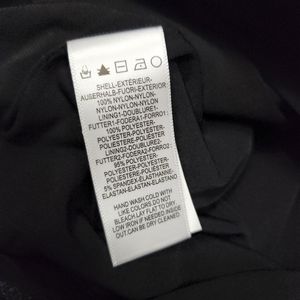 SHELL-EXTÉRIEUR-
AUSSERHALB-FUORI-EXTERIOR
100% NYLON-NYLON-NYLON-
NYLON-NYLON-NYLON
LINING1-DOUBLURE1-
FUTTER1-FODERA1-FORRO1:
100% POLYESTER-
POLYESTER-POLYESTER-
POLIESTERE-POLIÉSTER
LINING2-DOUBLURE2-
FUTTER2-FODERA2-FORRO2:
95% POLYESTER-
POLYESTER-POLYESTER-
POLIESTERE-POLIÉSTER
5% SPANDEX-ELASTHANNE-
ELASTAN-ELASTAN-ELASTANO
HAND WASH COLD WITH
LIKE COLORS.DO NOT
BLEACH.LAY FLAT TO DRY.
LOW IRON IF NEEDED INSIDE
OUT.CAN BE DRY CLEANED